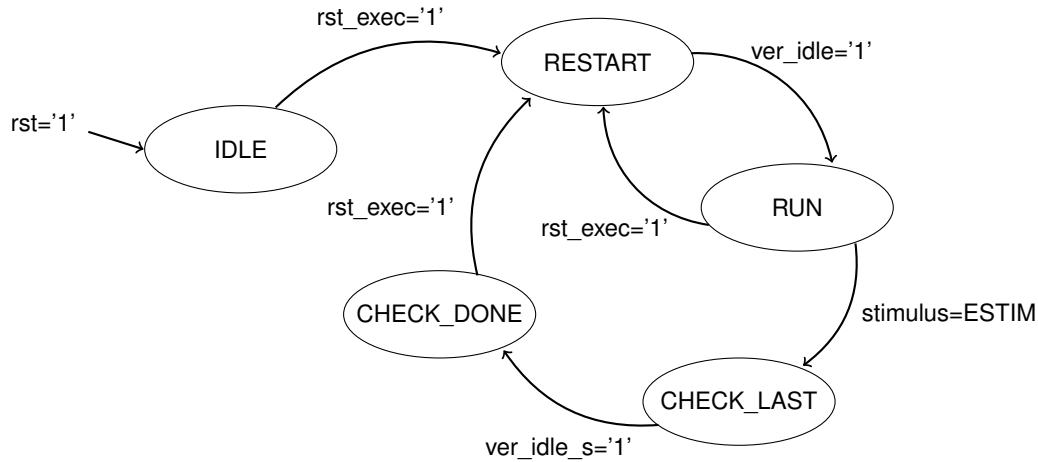 rst_exec='1'
RESTART
ver_idle='1'
rst='1'
IDLE
rst_exec='1'
RUN
rst_exec='1'
CHECK_DONE
stimulus=ESTIM
CHECK_LAST
ver_idle_s='1'